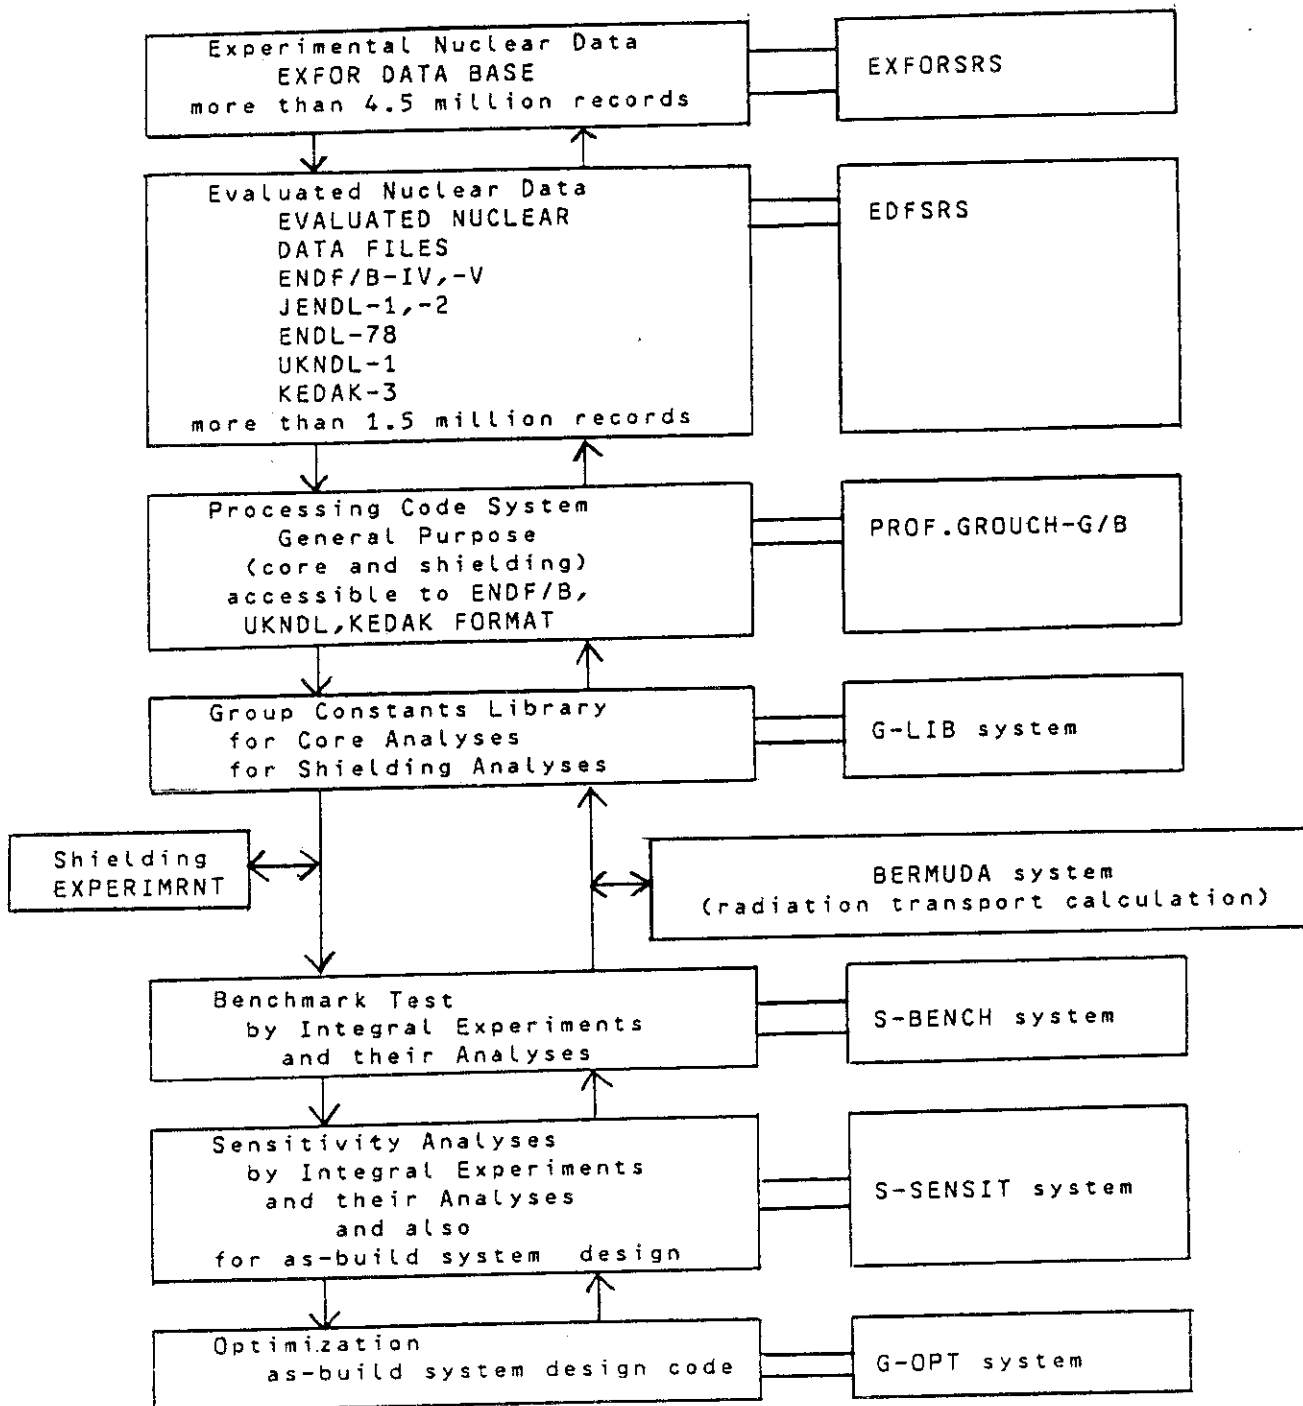 Experimental Nuclear Data
EXFOR DATA BASE
more than 4.5 million records
EXFORSRS
Evaluated Nuclear Data
EVALUATED NUCLEAR
DATA FILES
ENDF/B-IV,-V
JENDL-1,-2
ENDL-78
UKNDL-1
KEDAK-3
more than 1.5 million records
EDFSRS
Processing Code System
General Purpose
(core and shielding)
accessible to ENDF/B,
UKNDL,KEDAK FORMAT
PROF.GROUCH-G/B
Group Constants Library
for Core Analyses
for Shielding Analyses
G-LIB system
Shielding
EXPERIMRNT
BERMUDA system
(radiation transport calculation)
Benchmark Test
by Integral Experiments
and their Analyses
S-BENCH system
Sensitivity Analyses
by Integral Experiments
and their Analyses
and also
for as-build system design
S-SENSIT system
Optimization
as-build system design code
G-OPT system